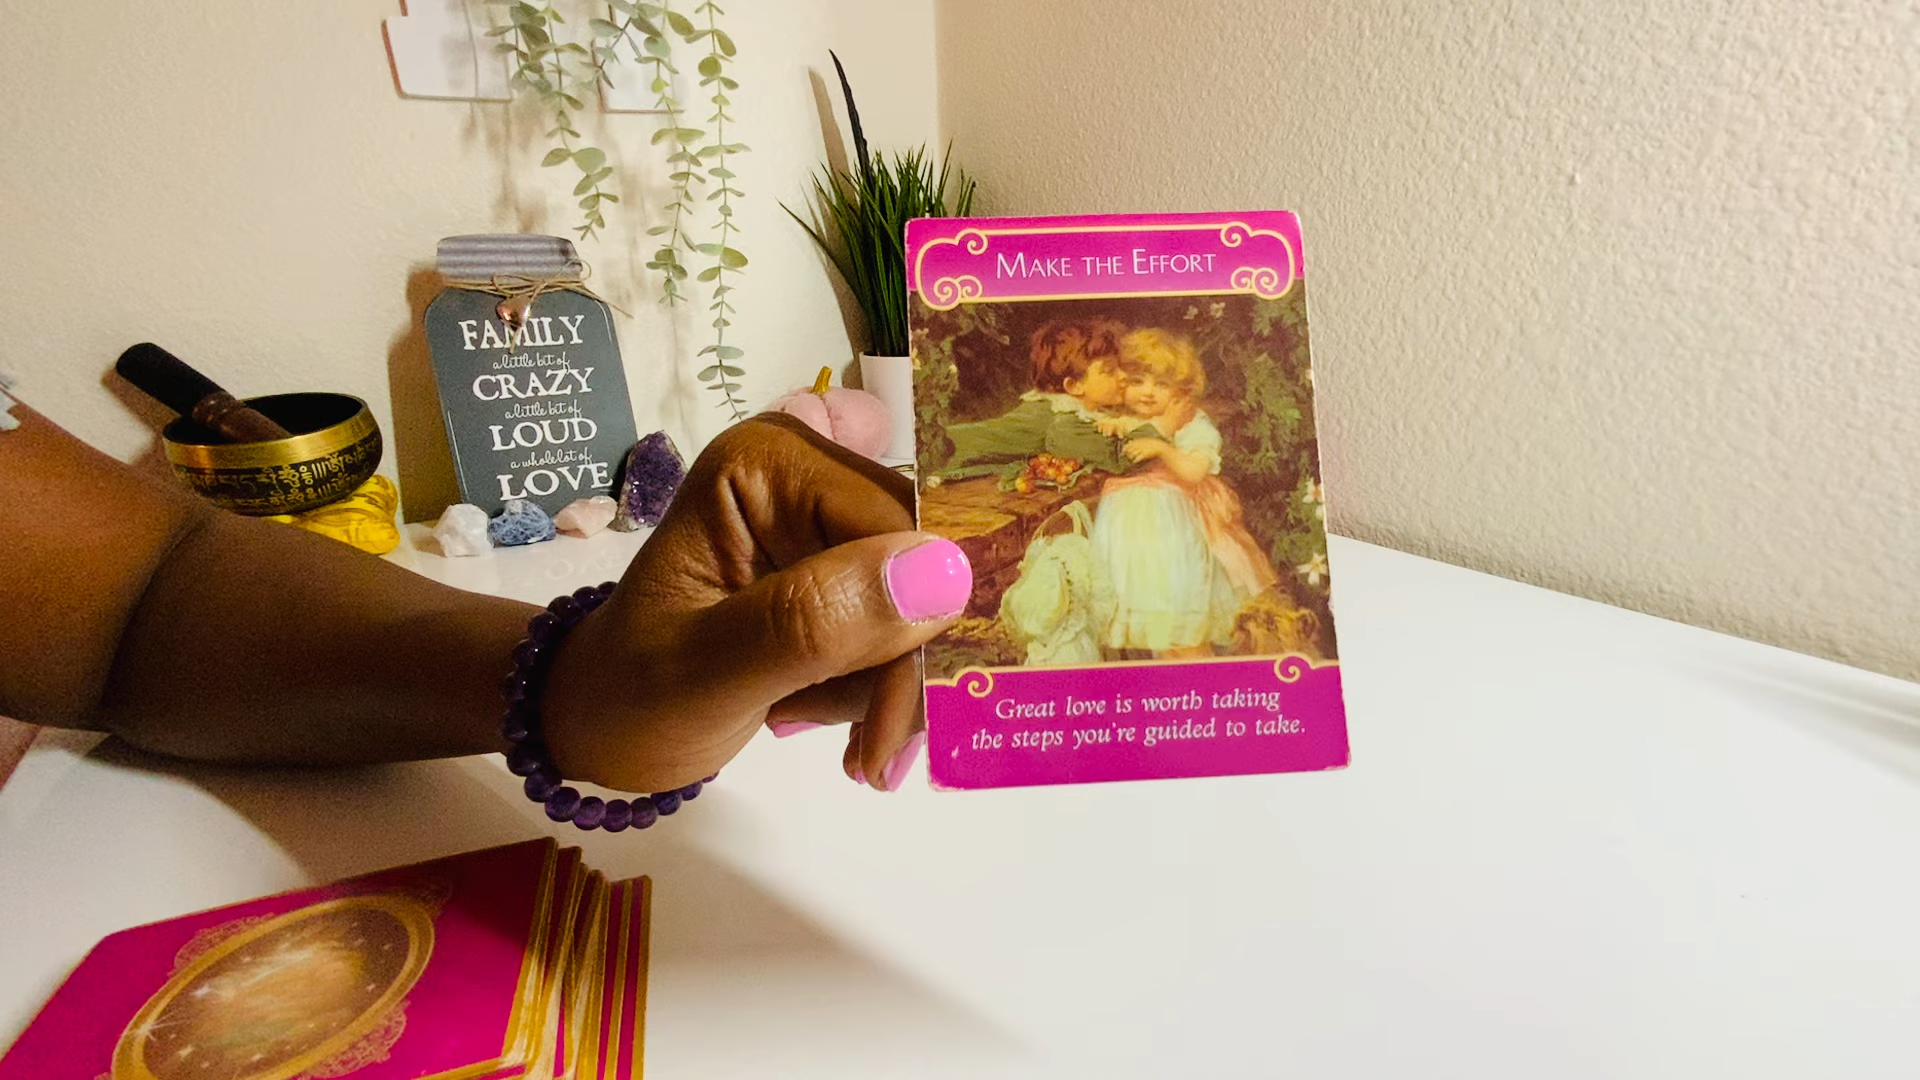 FAMILY
a little bit of
CRAZY
a little bit of
LOUD
a whole lot of
LOVE
MAKE THE EFFORT
Great love is worth taking
the steps you're guided to take.